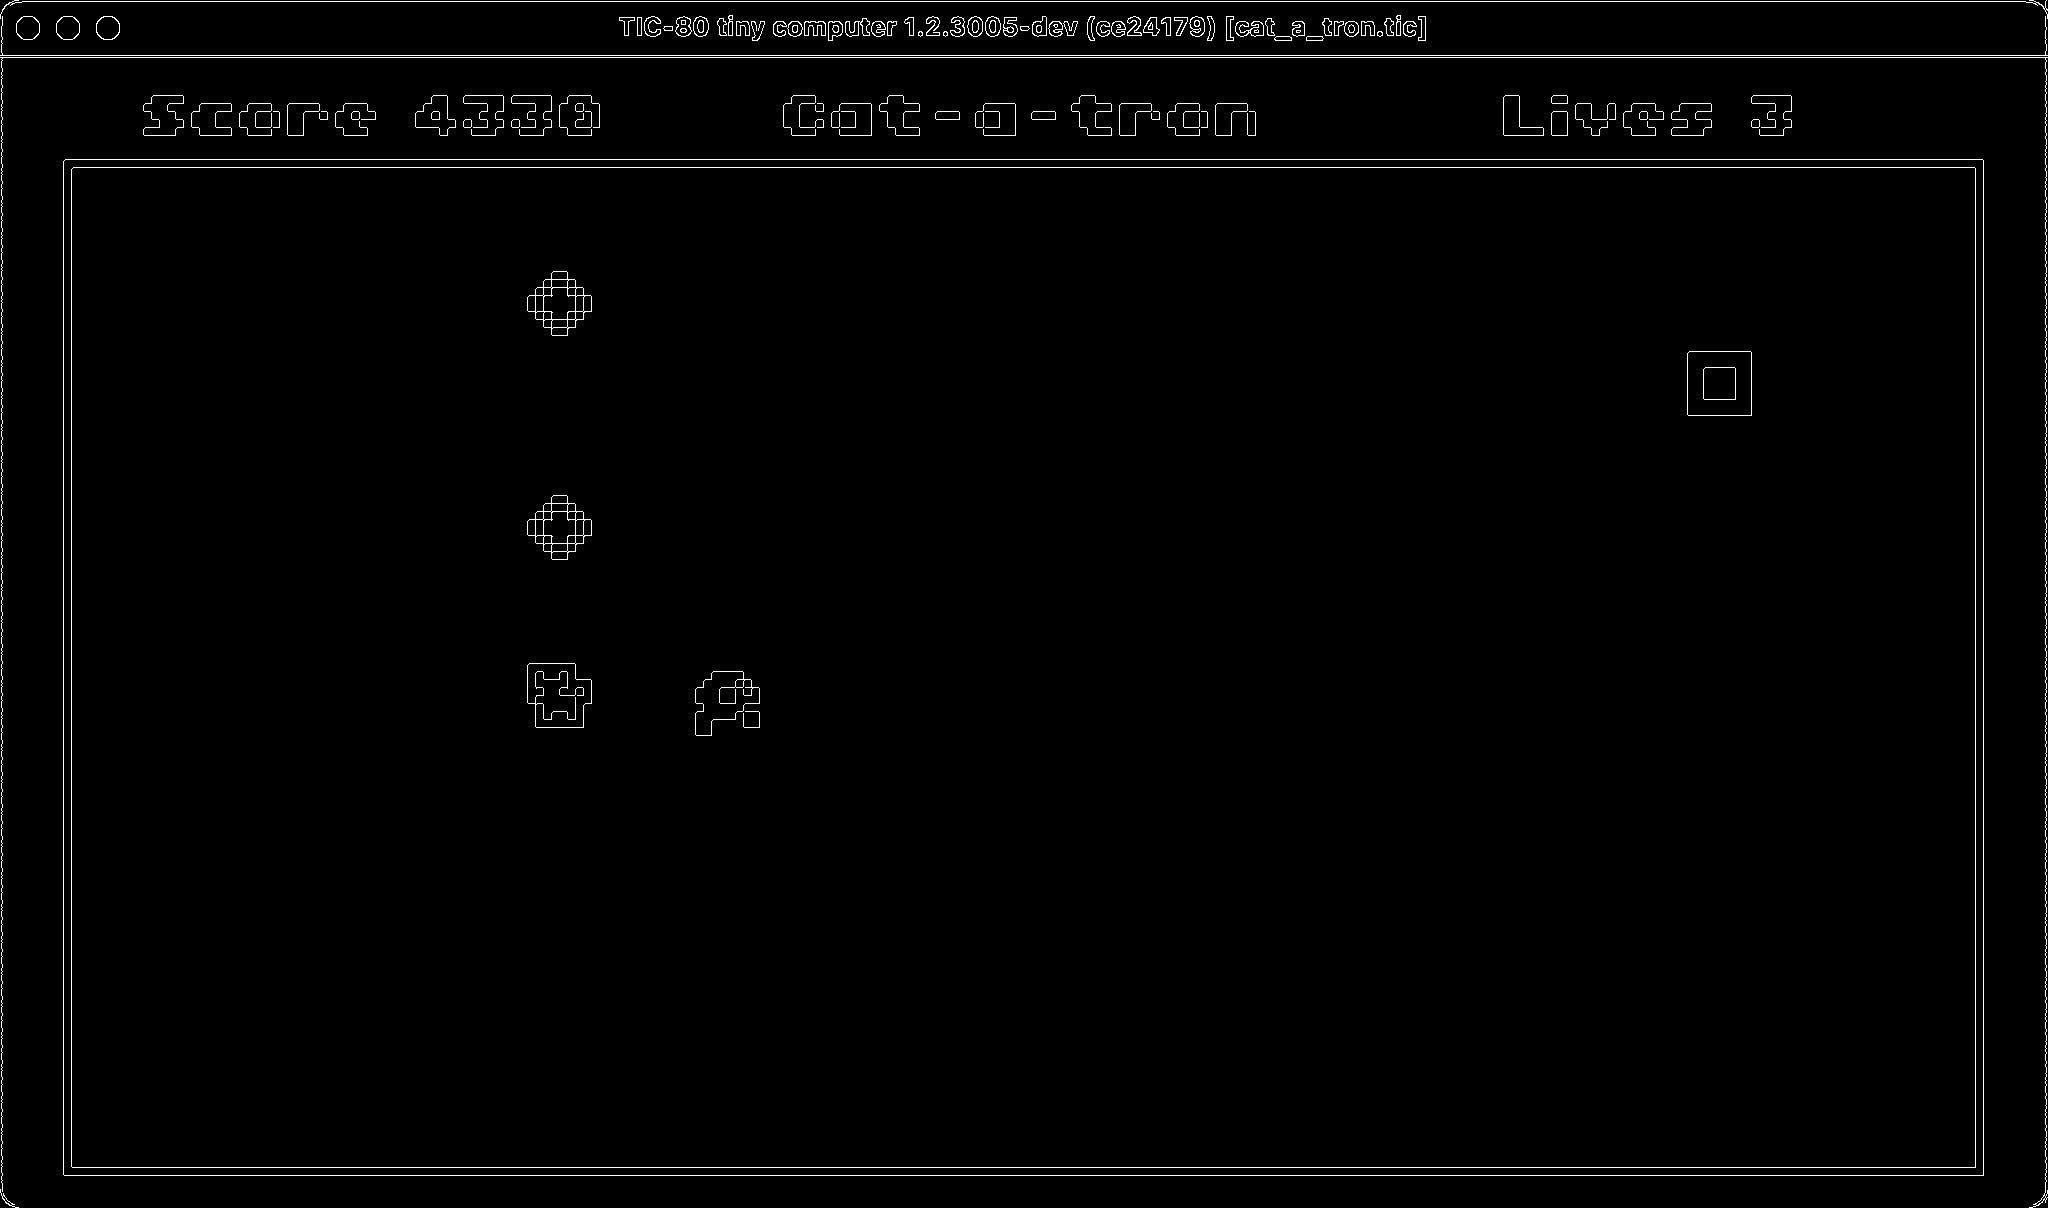 TIC-80 tiny computer 1.2.3005-dev (ce24179) [cat_a_tron.tic]
Score 4330 Cat-a-tron Lives 3